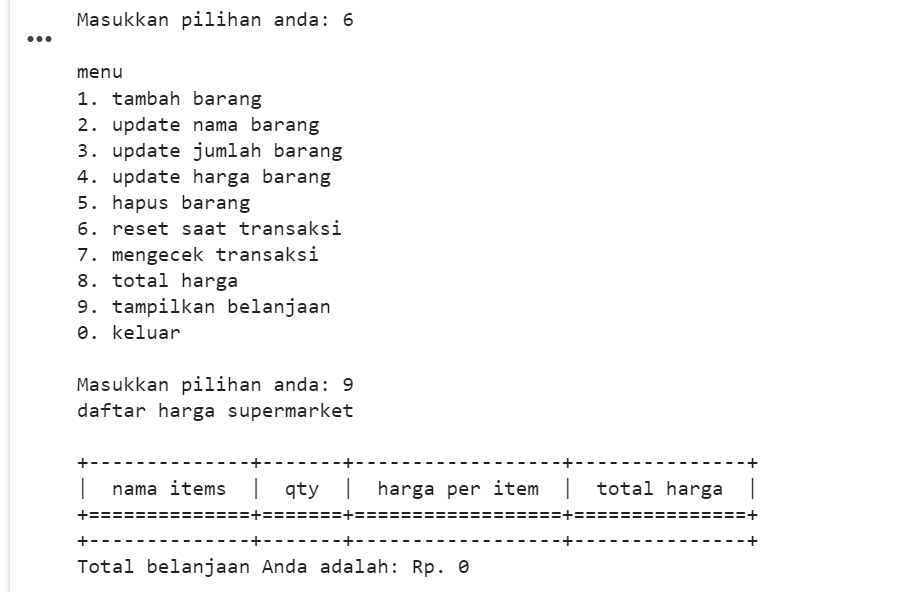 Masukkan pilihan anda: 6
menu
1. tambah barang
2. update nama barang
3. update jumlah barang
4. update harga barang
5. hapus barang
6. reset saat transaksi
7. mengecek transaksi
8. total harga
9. tampilkan belanjaan
0. keluar
Masukkan pilihan anda: 9
daftar harga supermarket
+--------------+-------+------------------+---------------+
|  nama items  |  qty  |  harga per item  |  total harga  |
+==============+=======+==================+===============+
+--------------+-------+------------------+---------------+
Total belanjaan Anda adalah: Rp. 0